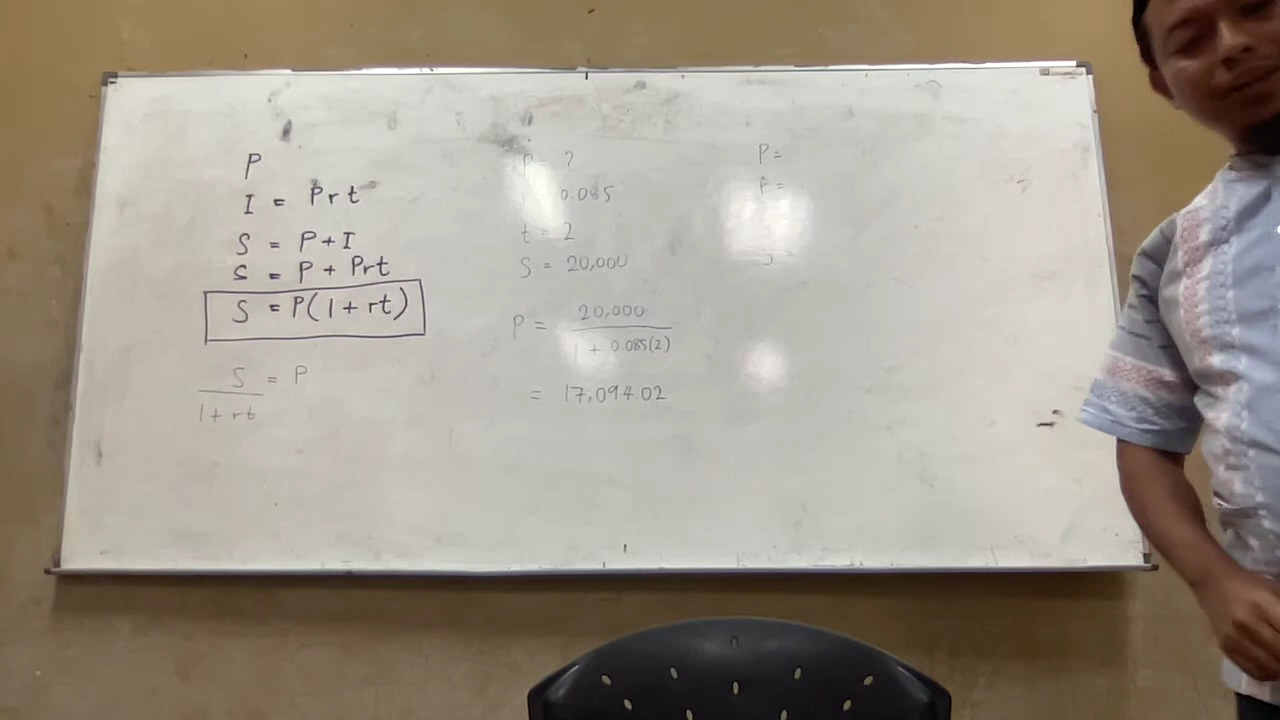 P
I = Prt
S = P + I
S = P + Prt
S = P(1 + rt)
S / (1 + rt) = P
P = ?
0.085
t = 2
S = 20,000
P = 20,000 / (1 + 0.085(2))
= 17,094.02
P =
r =